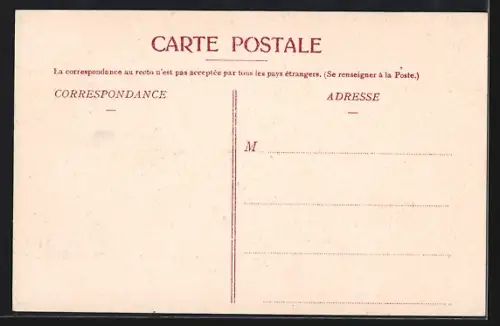 CARTE POSTALE
La correspondance au recto n'est pas acceptée par tous les pays étrangers. (Se renseigner à la Poste.)
CORRESPONDANCE
ADRESSE
M